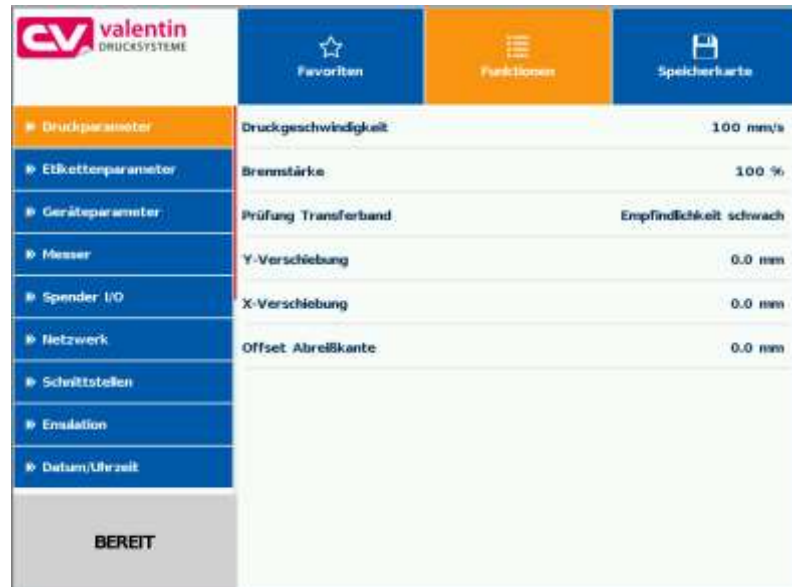 CV valentin
DRUCKSYSTEME
Favoriten
Funktionen
Speicherkarte
Druckparameter
Etikettenparameter
Geräteparameter
Messer
Spender I/O
Netzwerk
Schnittstellen
Emulation
Datum/Uhrzeit
BEREIT
Druckgeschwindigkeit 100 mm/s
Brennstärke 100 %
Prüfung Transferband Empfindlichkeit schwach
Y-Verschiebung 0.0 mm
X-Verschiebung 0.0 mm
Offset Abreißkante 0.0 mm